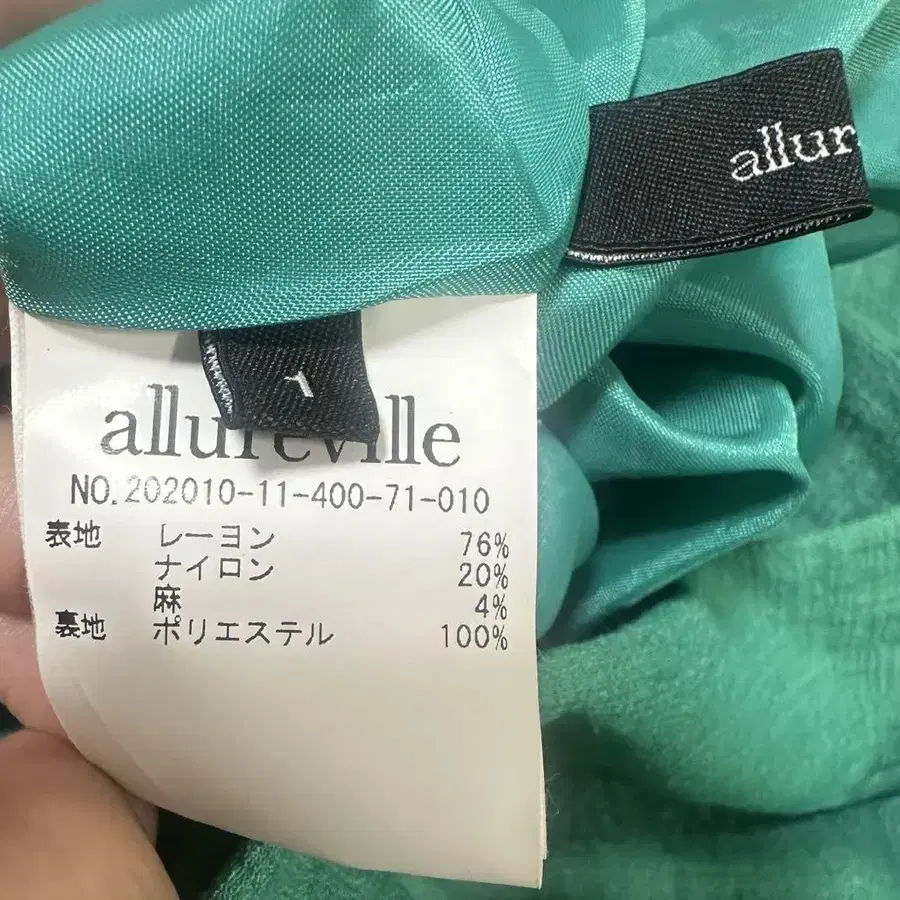 allur
1
allureville
NO. 202010-11-400-71-010
表地 レーヨン 76%
ナイロン 20%
麻 4%
裏地 ポリエステル 100%